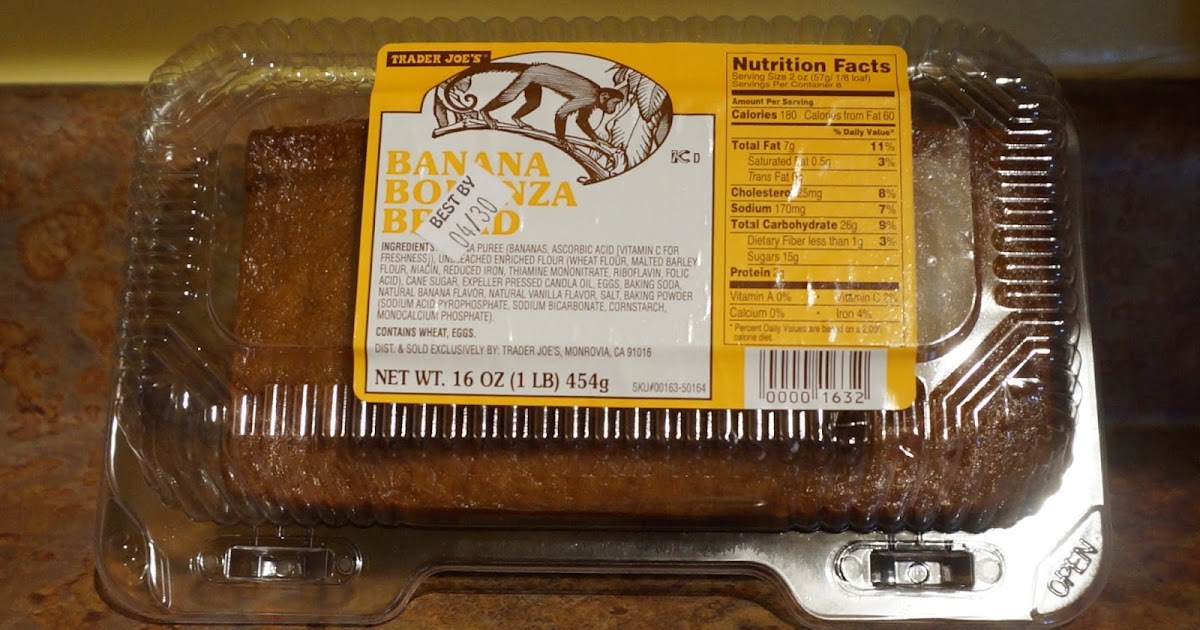 TRADER JOE'S
BANANA
BO NZA
B D
BEST BY
04/30
INGREDIENTS PUREE (BANANAS, ASCORBIC ACID [VITAMIN C FOR
FRESHNESS]), UNBLEACHED ENRICHED FLOUR (WHEAT FLOUR, MALTED BARLEY
FLOUR, NIACIN, REDUCED IRON, THIAMINE MONONITRATE, RIBOFLAVIN, FOLIC
ACID), CANE SUGAR, EXPELLER PRESSED CANOLA OIL, EGGS, BAKING SODA,
NATURAL BANANA FLAVOR, NATURAL VANILLA FLAVOR, SALT, BAKING POWDER
(SODIUM ACID PYROPHOSPHATE, SODIUM BICARBONATE, CORNSTARCH,
MONOCALCIUM PHOSPHATE).
CONTAINS WHEAT, EGGS.
DIST. & SOLD EXCLUSIVELY BY: TRADER JOE'S, MONROVIA, CA 91016
NET WT. 16 OZ (1 LB) 454g
SKU#00163-50164
Nutrition Facts
Serving Size 2 oz (57g/ 1/8 loaf)
Servings Per Container 8
Amount Per Serving
Calories 180 Calories from Fat 60
% Daily Value*
Total Fat 7g 11%
Saturated Fat 0.5g 3%
Trans Fat 0g
Cholesterol 25mg 8%
Sodium 170mg 7%
Total Carbohydrate 26g 9%
Dietary Fiber less than 1g 3%
Sugars 15g
Protein 2g
Vitamin A 0% • Vitamin C 2%
Calcium 0% • Iron 4%
* Percent Daily Values are based on a 2,000
calorie diet.
0000 1632
OPEN